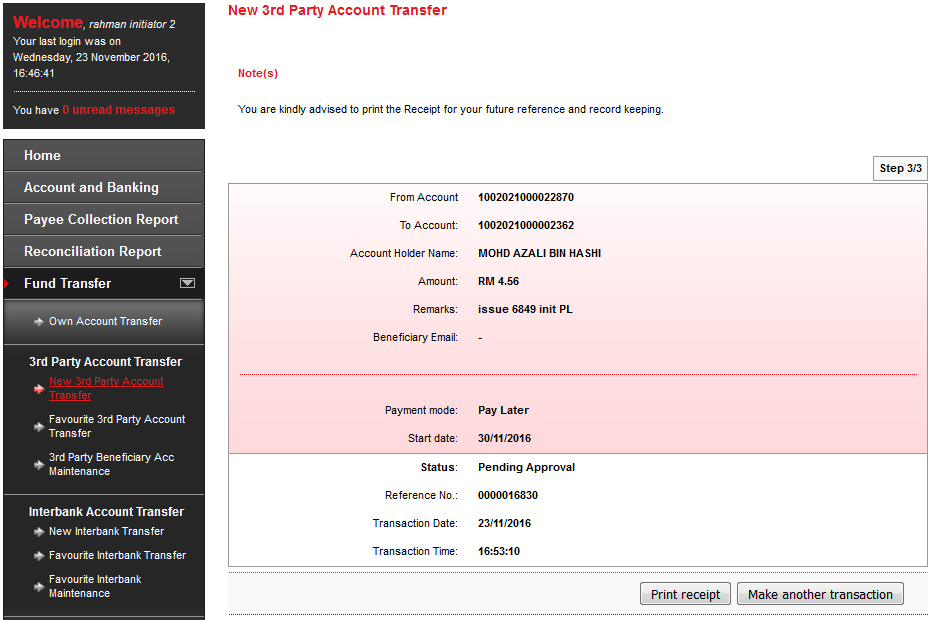 Welcome, rahman initiator 2
Your last login was on
Wednesday, 23 November 2016,
16:46:41
You have 0 unread messages
Home
Account and Banking
Payee Collection Report
Reconciliation Report
Fund Transfer
Own Account Transfer
3rd Party Account Transfer
New 3rd Party Account
Transfer
Favourite 3rd Party Account
Transfer
3rd Party Beneficiary Acc
Maintenance
Interbank Account Transfer
New Interbank Transfer
Favourite Interbank Transfer
Favourite Interbank
Maintenance
New 3rd Party Account Transfer
Note(s)
You are kindly advised to print the Receipt for your future reference and record keeping.
Step 3/3
From Account 1002021000022870
To Account: 1002021000002362
Account Holder Name: MOHD AZALI BIN HASHI
Amount: RM 4.56
Remarks: issue 6849 init PL
Beneficiary Email: -
Payment mode: Pay Later
Start date: 30/11/2016
Status: Pending Approval
Reference No.: 0000016830
Transaction Date: 23/11/2016
Transaction Time: 16:53:10
Print receipt Make another transaction